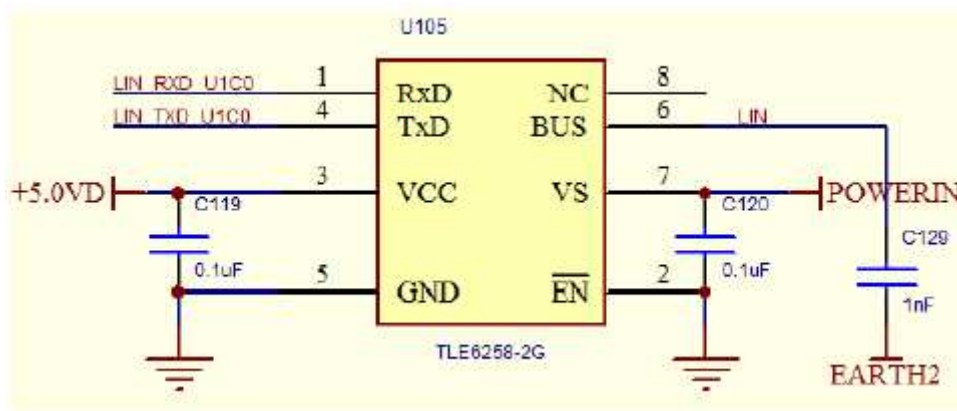 U105
LIN_RXD_U1C0 1 RxD NC 8
LIN_TXD_U1C0 4 TxD BUS 6 LIN
+5.0VD 3 VCC VS 7 POWERIN
C119 C120
C129
0.1uF 0.1uF
5 GND EN 2
1nF
TLE6258-2G
EARTH2